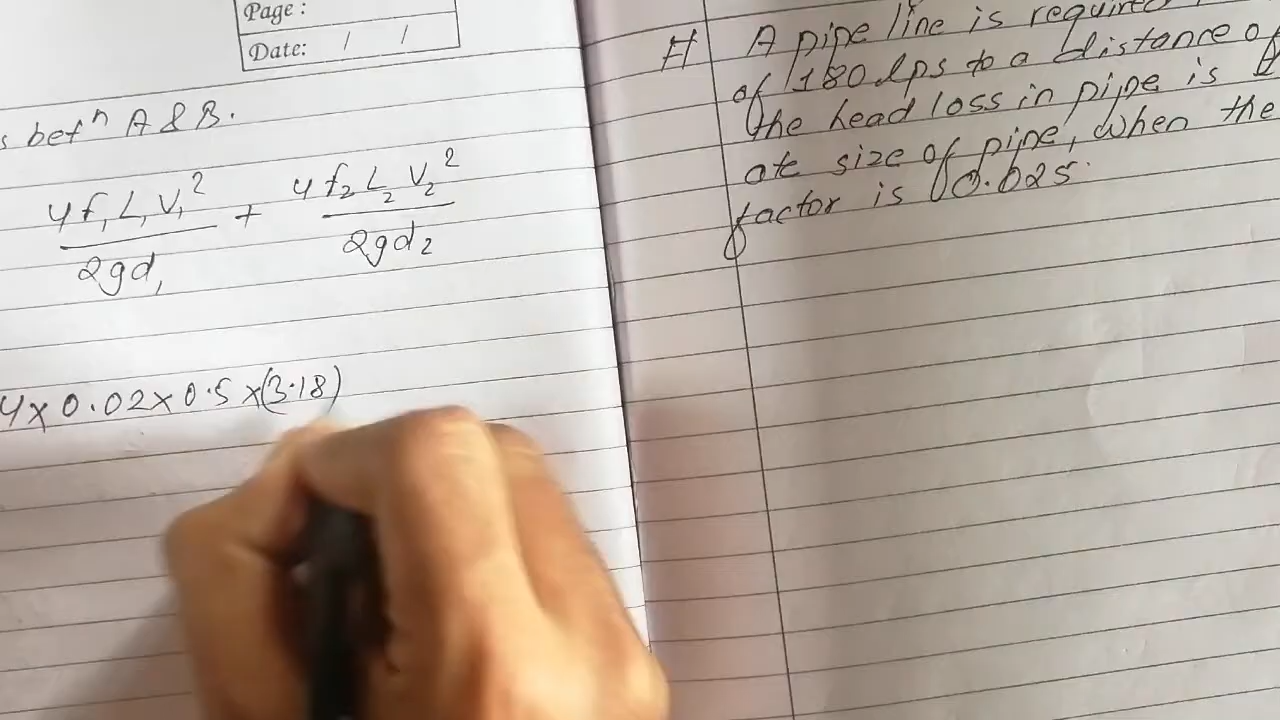 Page :
Date: / /
s betⁿ A & B.
4f₁L₁V₁² / 2gd₁ + 4f₂L₂V₂² / 2gd₂
4 x 0.02 x 0.5 x (3.18)
# A pipe line is required
of 180 lps to a distance of
the head loss in pipe is
ate size of pipe, when the
factor is 0.025.